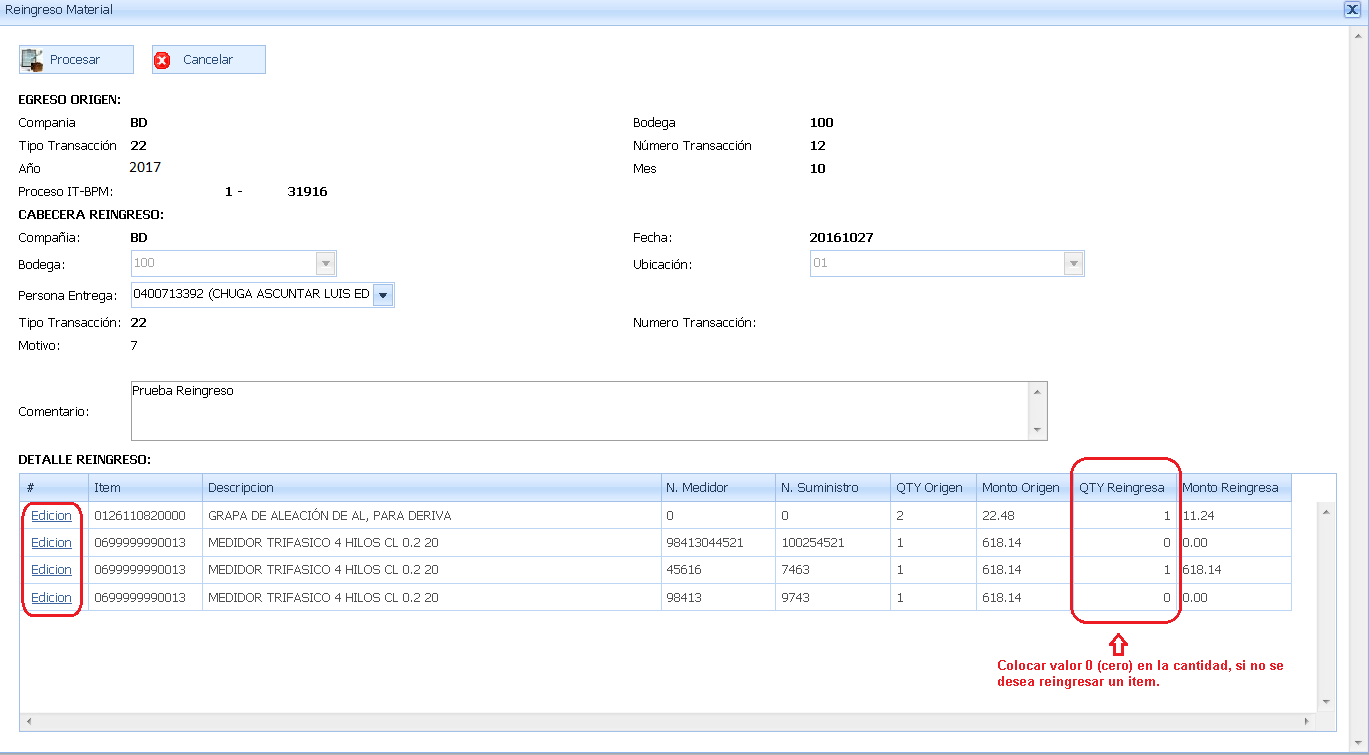 Reingreso Material
Procesar Cancelar
EGRESO ORIGEN:
Compania BD Bodega 100
Tipo Transacción 22 Número Transacción 12
Año 2017 Mes 10
Proceso IT-BPM: 1 - 31916
CABECERA REINGRESO:
Compañia: BD Fecha: 20161027
Bodega: 100 Ubicación: 01
Persona Entrega: 0400713392 (CHUGA ASCUNTAR LUIS ED
Tipo Transacción: 22 Numero Transacción:
Motivo: 7
Comentario: Prueba Reingreso
DETALLE REINGRESO:
# Item Descripcion N. Medidor N. Suministro QTY Origen Monto Origen QTY Reingresa Monto Reingresa
Edicion 0126110820000 GRAPA DE ALEACIÓN DE AL, PARA DERIVA 0 0 2 22.48 1 11.24
Edicion 0699999990013 MEDIDOR TRIFASICO 4 HILOS CL 0.2 20 98413044521 100254521 1 618.14 0 0.00
Edicion 0699999990013 MEDIDOR TRIFASICO 4 HILOS CL 0.2 20 45616 7463 1 618.14 1 618.14
Edicion 0699999990013 MEDIDOR TRIFASICO 4 HILOS CL 0.2 20 98413 9743 1 618.14 0 0.00
Colocar valor 0 (cero) en la cantidad, si no se
desea reingresar un item.